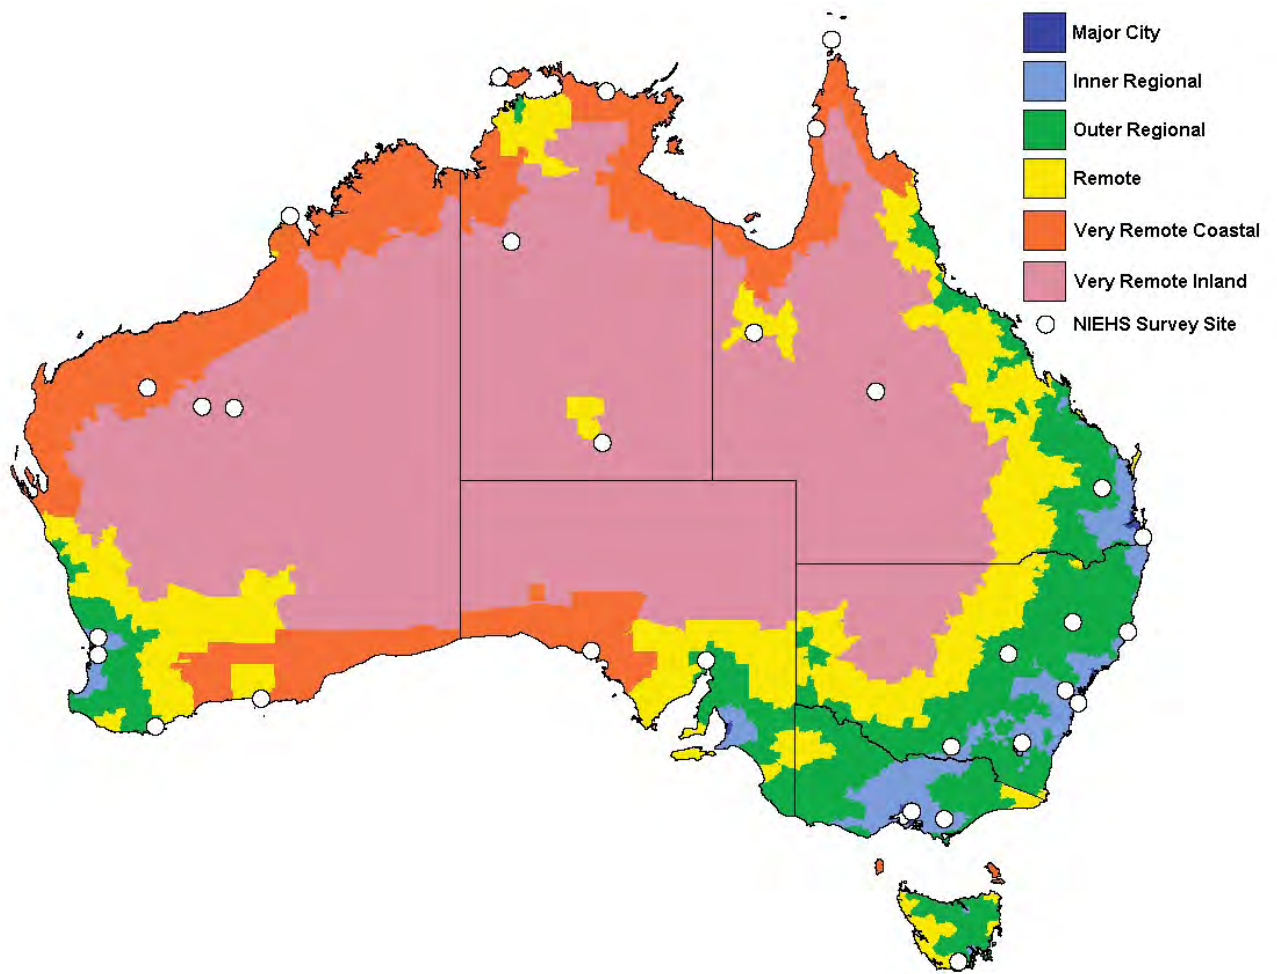 Major City
Inner Regional
Outer Regional
Remote
Very Remote Coastal
Very Remote Inland
NIEHS Survey Site